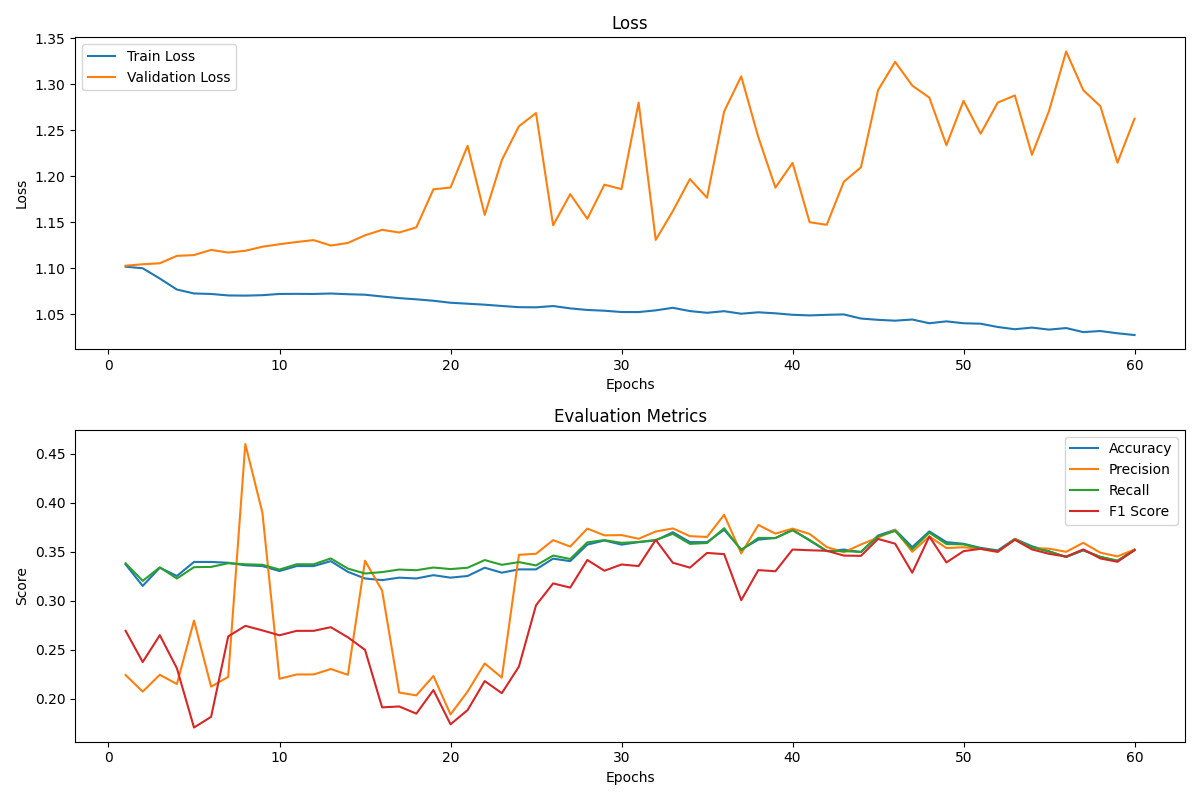 Loss
1.35
1.30
1.25
1.20
1.15
1.10
1.05
Loss
Train Loss
Validation Loss
0 10 20 30 40 50 60
Epochs
Evaluation Metrics
0.45
0.40
0.35
0.30
0.25
0.20
Score
Accuracy
Precision
Recall
F1 Score
0 10 20 30 40 50 60
Epochs